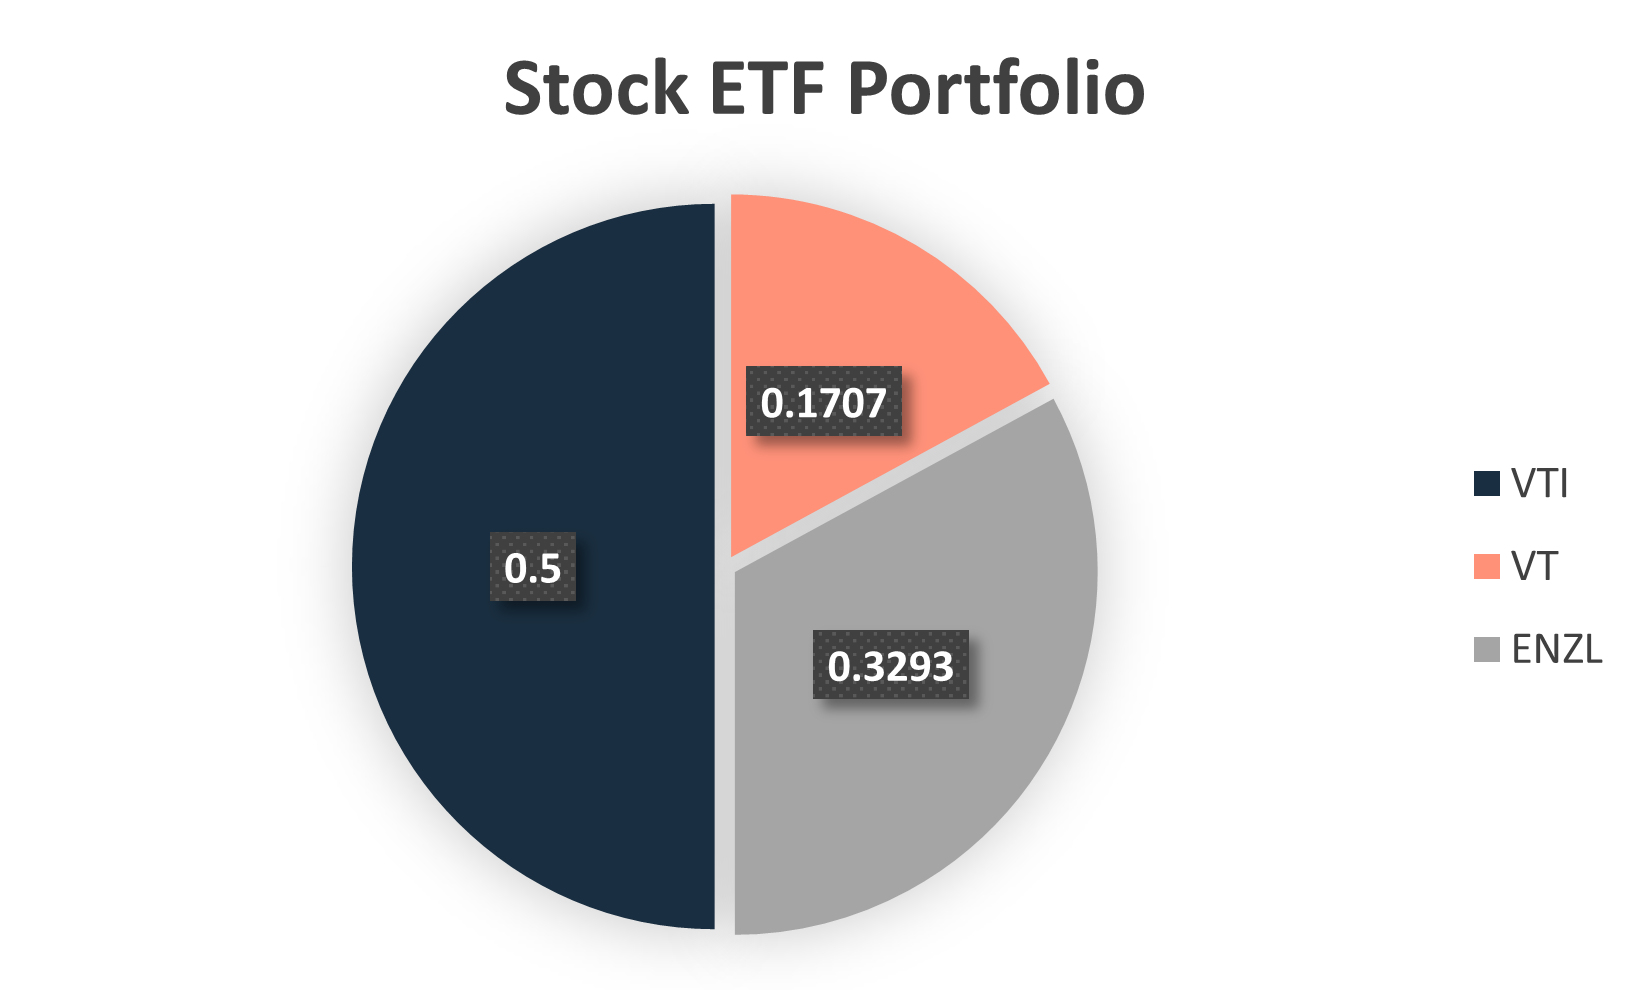 Stock ETF Portfolio
0.1707
0.5
0.3293
VTI
VT
ENZL